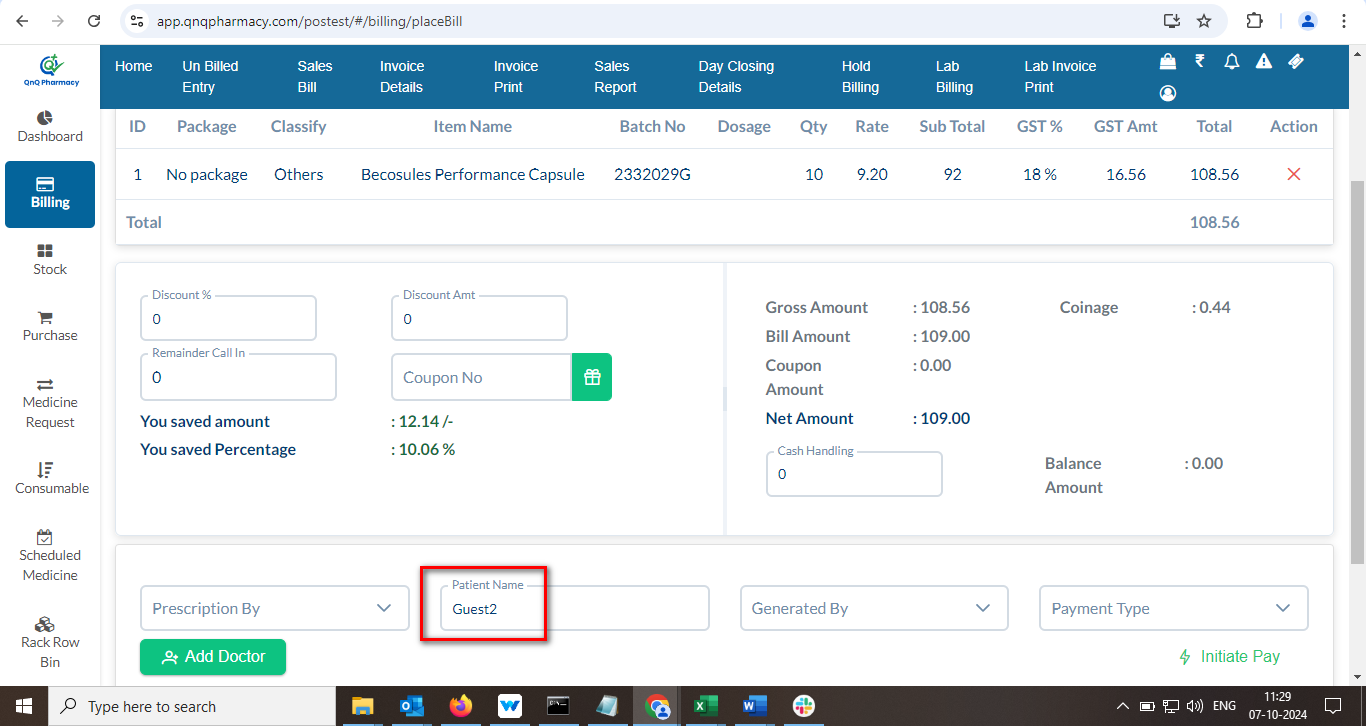 app.qnqpharmacy.com/postest/#/billing/placeBill
QnQ Pharmacy
Home
Un Billed Entry
Sales Bill
Invoice Details
Invoice Print
Sales Report
Day Closing Details
Hold Billing
Lab Billing
Lab Invoice Print
Dashboard
Billing
Stock
Purchase
Medicine Request
Consumable
Scheduled Medicine
Rack Row Bin
ID Package Classify Item Name Batch No Dosage Qty Rate Sub Total GST % GST Amt Total Action
1 No package Others Becosules Performance Capsule 2332029G 10 9.20 92 18 % 16.56 108.56
Total 108.56
Discount %
0
Discount Amt
0
Remainder Call In
0
Coupon No
You saved amount : 12.14 /-
You saved Percentage : 10.06 %
Gross Amount : 108.56
Coinage : 0.44
Bill Amount : 109.00
Coupon Amount : 0.00
Net Amount : 109.00
Cash Handling
0
Balance Amount : 0.00
Prescription By
Patient Name
Guest2
Generated By
Payment Type
Add Doctor
Initiate Pay
Type here to search
ENG
11:29
07-10-2024